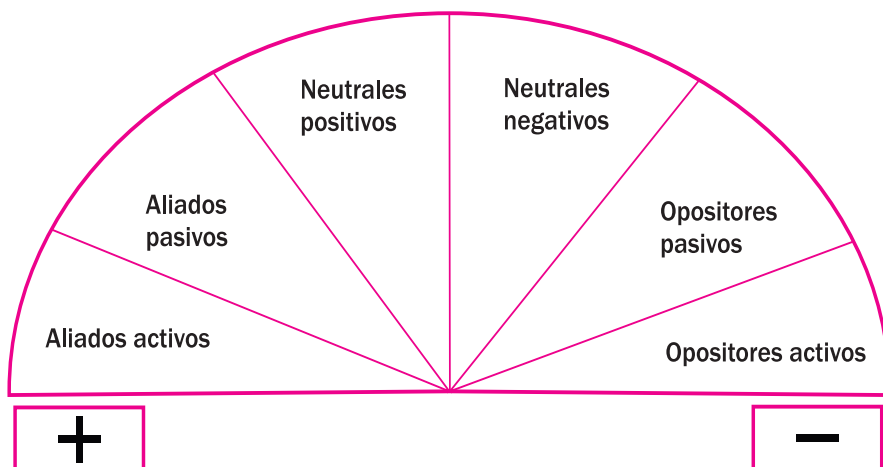 Neutrales
positivos
Neutrales
negativos
Aliados
pasivos
Opositores
pasivos
Aliados activos
Opositores activos
+
−